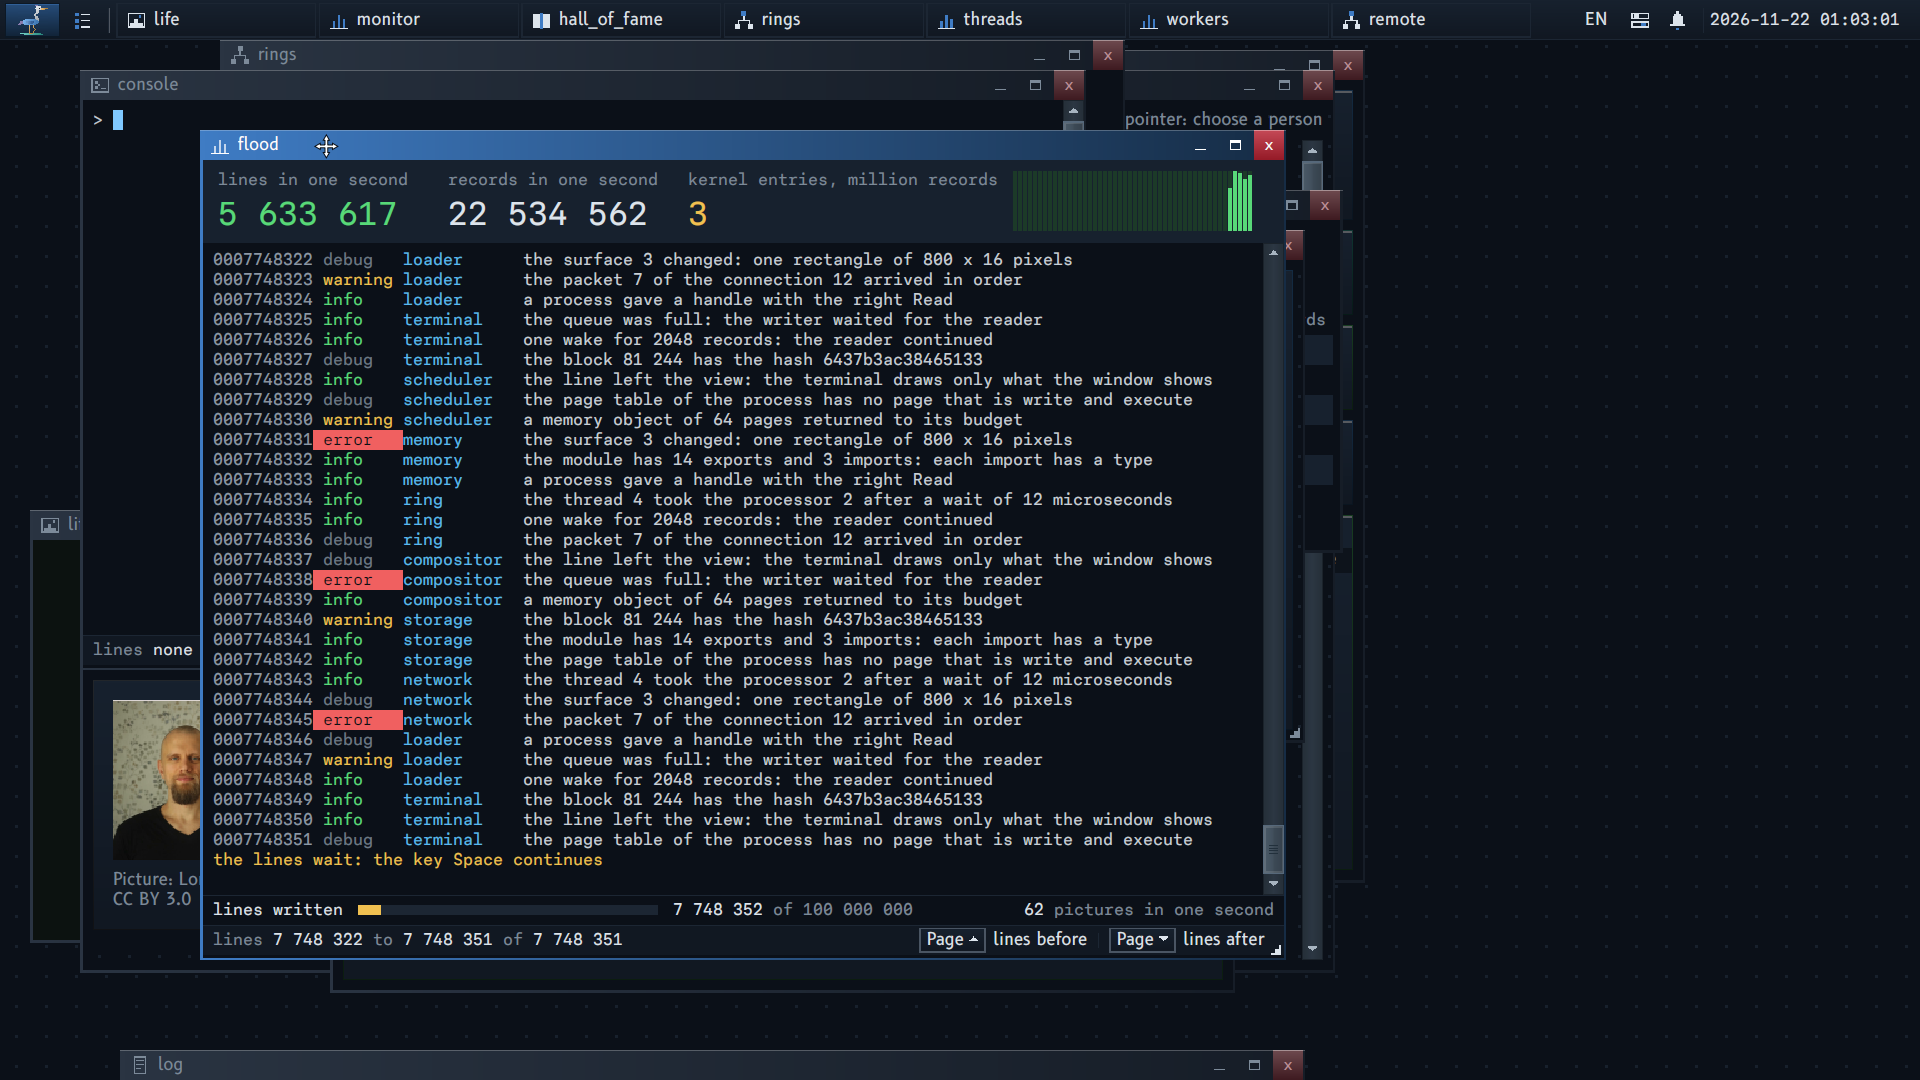 life
monitor
hall_of_fame
rings
threads
workers
remote
EN
2026-11-22 01:03:01
rings
console
>
pointer: choose a person
flood
lines in one second
records in one second
kernel entries, million records
5 633 617
22 534 562
3
0007748322 debug loader the surface 3 changed: one rectangle of 800 x 16 pixels
0007748323 warning loader the packet 7 of the connection 12 arrived in order
0007748324 info loader a process gave a handle with the right Read
0007748325 info terminal the queue was full: the writer waited for the reader
0007748326 info terminal one wake for 2048 records: the reader continued
0007748327 debug terminal the block 81 244 has the hash 6437b3ac38465133
0007748328 info scheduler the line left the view: the terminal draws only what the window shows
0007748329 debug scheduler the page table of the process has no page that is write and execute
0007748330 warning scheduler a memory object of 64 pages returned to its budget
0007748331 error memory the surface 3 changed: one rectangle of 800 x 16 pixels
0007748332 info memory the module has 14 exports and 3 imports: each import has a type
0007748333 info memory a process gave a handle with the right Read
0007748334 info ring the thread 4 took the processor 2 after a wait of 12 microseconds
0007748335 info ring one wake for 2048 records: the reader continued
0007748336 debug ring the packet 7 of the connection 12 arrived in order
0007748337 debug compositor the line left the view: the terminal draws only what the window shows
0007748338 error compositor the queue was full: the writer waited for the reader
0007748339 info compositor a memory object of 64 pages returned to its budget
0007748340 warning storage the block 81 244 has the hash 6437b3ac38465133
0007748341 info storage the module has 14 exports and 3 imports: each import has a type
0007748342 info storage the page table of the process has no page that is write and execute
0007748343 info network the thread 4 took the processor 2 after a wait of 12 microseconds
0007748344 debug network the surface 3 changed: one rectangle of 800 x 16 pixels
0007748345 error network the packet 7 of the connection 12 arrived in order
0007748346 debug loader a process gave a handle with the right Read
0007748347 warning loader the queue was full: the writer waited for the reader
0007748348 info loader one wake for 2048 records: the reader continued
0007748349 info terminal the block 81 244 has the hash 6437b3ac38465133
0007748350 info terminal the line left the view: the terminal draws only what the window shows
0007748351 debug terminal the page table of the process has no page that is write and execute
the lines wait: the key Space continues
lines written 7 748 352 of 100 000 000 62 pictures in one second
lines 7 748 322 to 7 748 351 of 7 748 351 Page lines before Page lines after
ds
li
lines none
Picture: Lo
CC BY 3.0
log